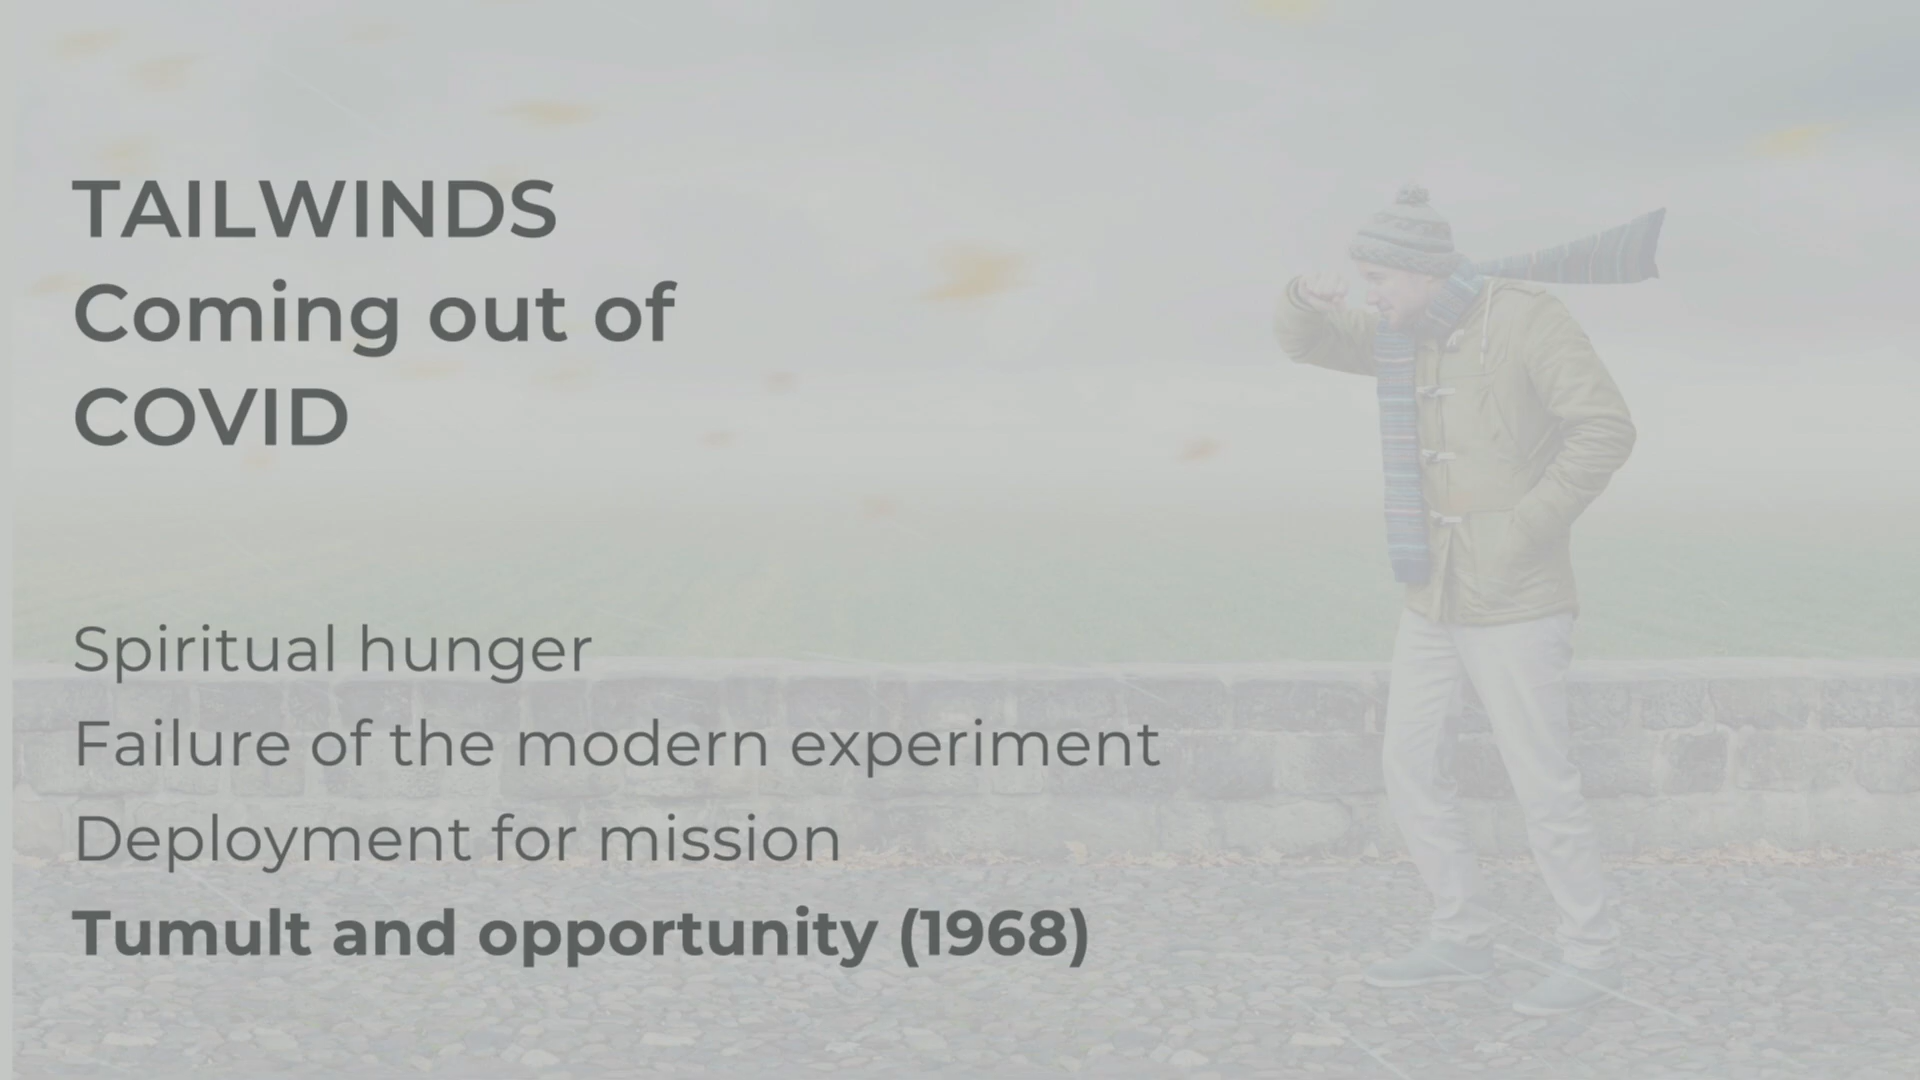 TAILWINDS
Coming out of
COVID
Spiritual hunger
Failure of the modern experiment
Deployment for mission
Tumult and opportunity (1968)